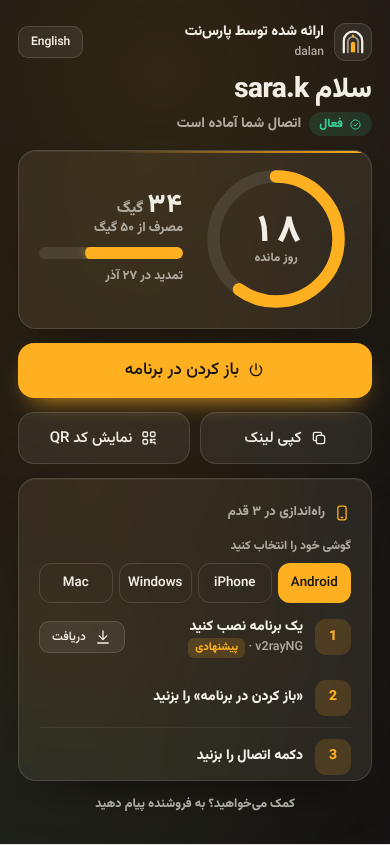 ارائه شده توسط پارس‌نت
dalan
English
سلام sara.k
فعال
اتصال شما آماده است
۱۸
روز مانده
۳۴ گیگ
مصرف از ۵۰ گیگ
تمدید در ۲۷ آذر
باز کردن در برنامه
کپی لینک
نمایش کد QR
راه‌اندازی در ۳ قدم
گوشی خود را انتخاب کنید
Android
iPhone
Windows
Mac
1
یک برنامه نصب کنید
v2rayNG · پیشنهادی
دریافت
2
«باز کردن در برنامه» را بزنید
3
دکمه اتصال را بزنید
کمک می‌خواهید؟ به فروشنده پیام دهید